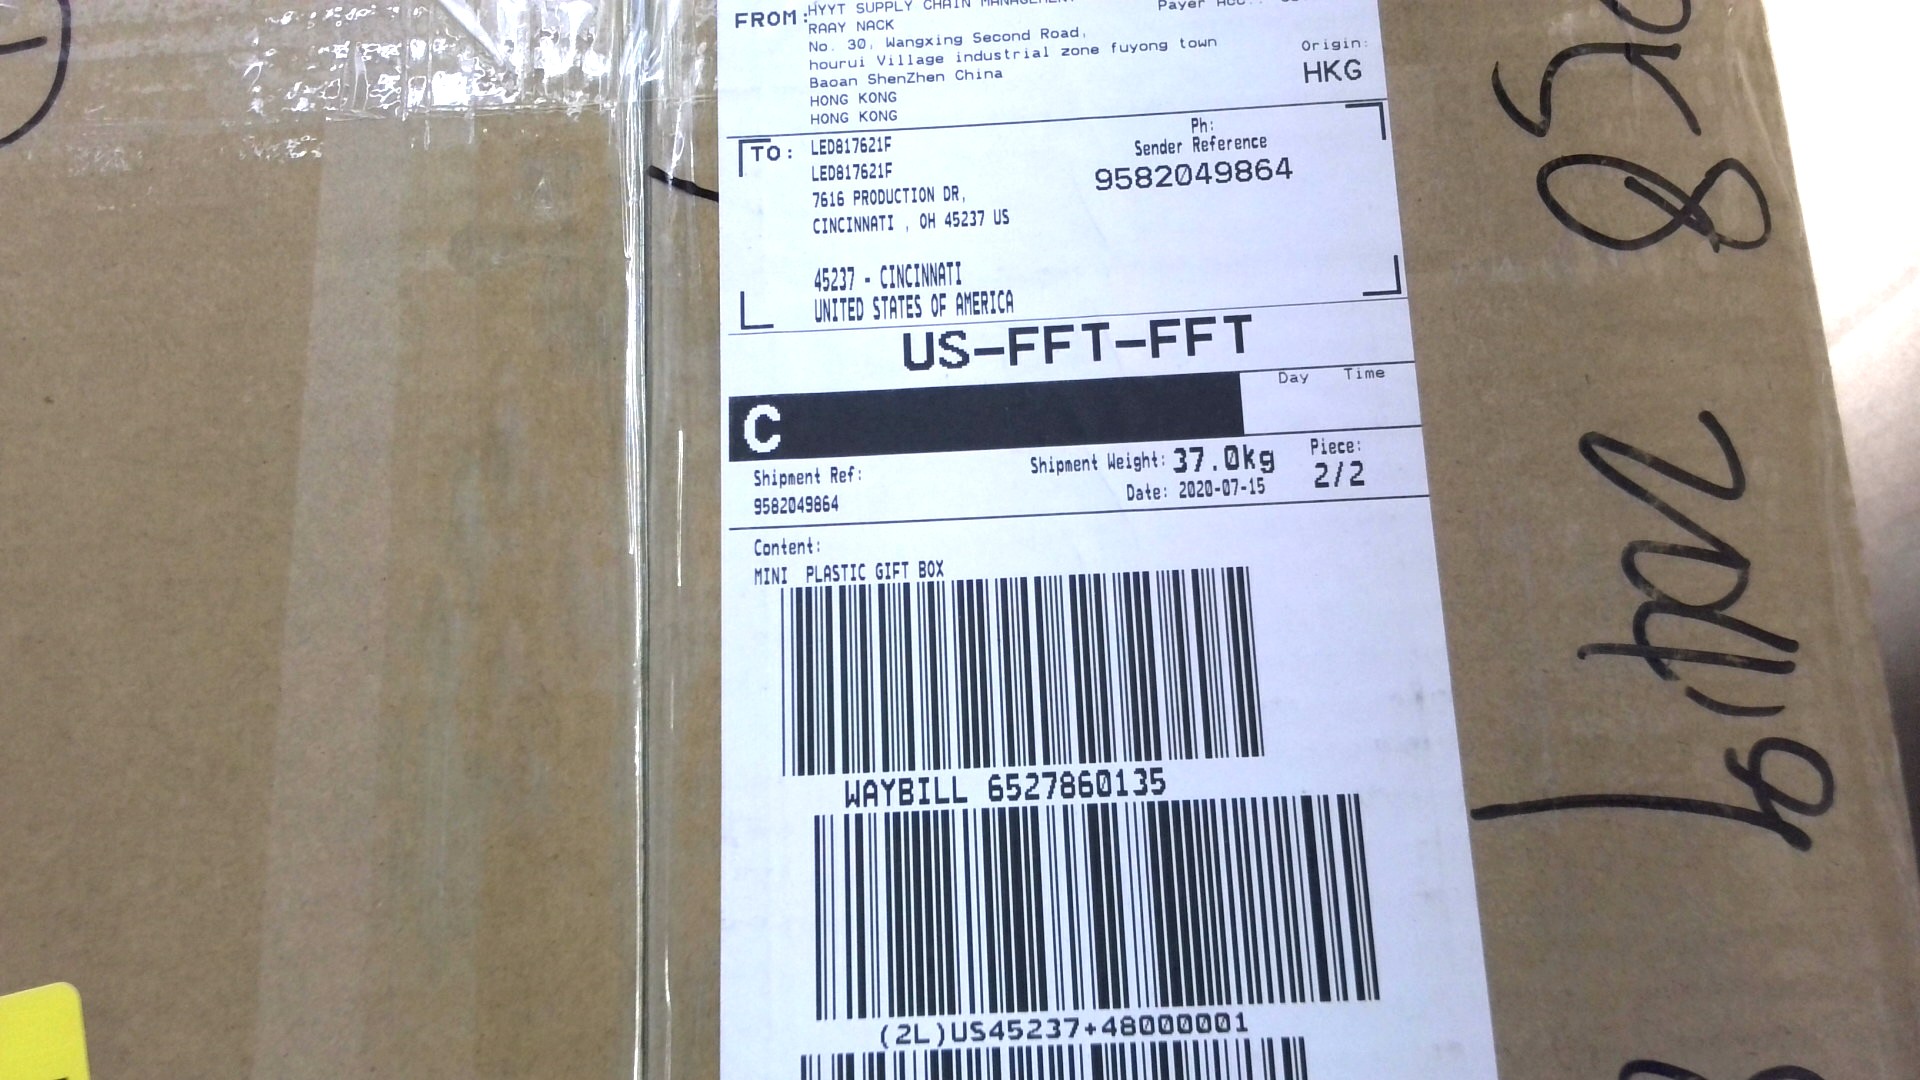 FROM: HYYT SUPPLY CHAIN MANAGEMENT
Payer
RAAY NACK
No. 30, Wangxing Second Road,
hourui Village industrial zone fuyong town
Baoan ShenZhen China
HONG KONG
HONG KONG
Origin:
HKG
TO: LED817621F
LED817621F
7616 PRODUCTION DR,
CINCINNATI , OH 45237 US
45237 - CINCINNATI
UNITED STATES OF AMERICA
Ph:
Sender Reference
9582049864
US-FFT-FFT
C
Day Time
Shipment Ref:
9582049864
Shipment Weight: 37.0kg
Date: 2020-07-15
Piece:
2/2
Content:
MINI PLASTIC GIFT BOX
WAYBILL 6527860135
(2L)US45237+48000001